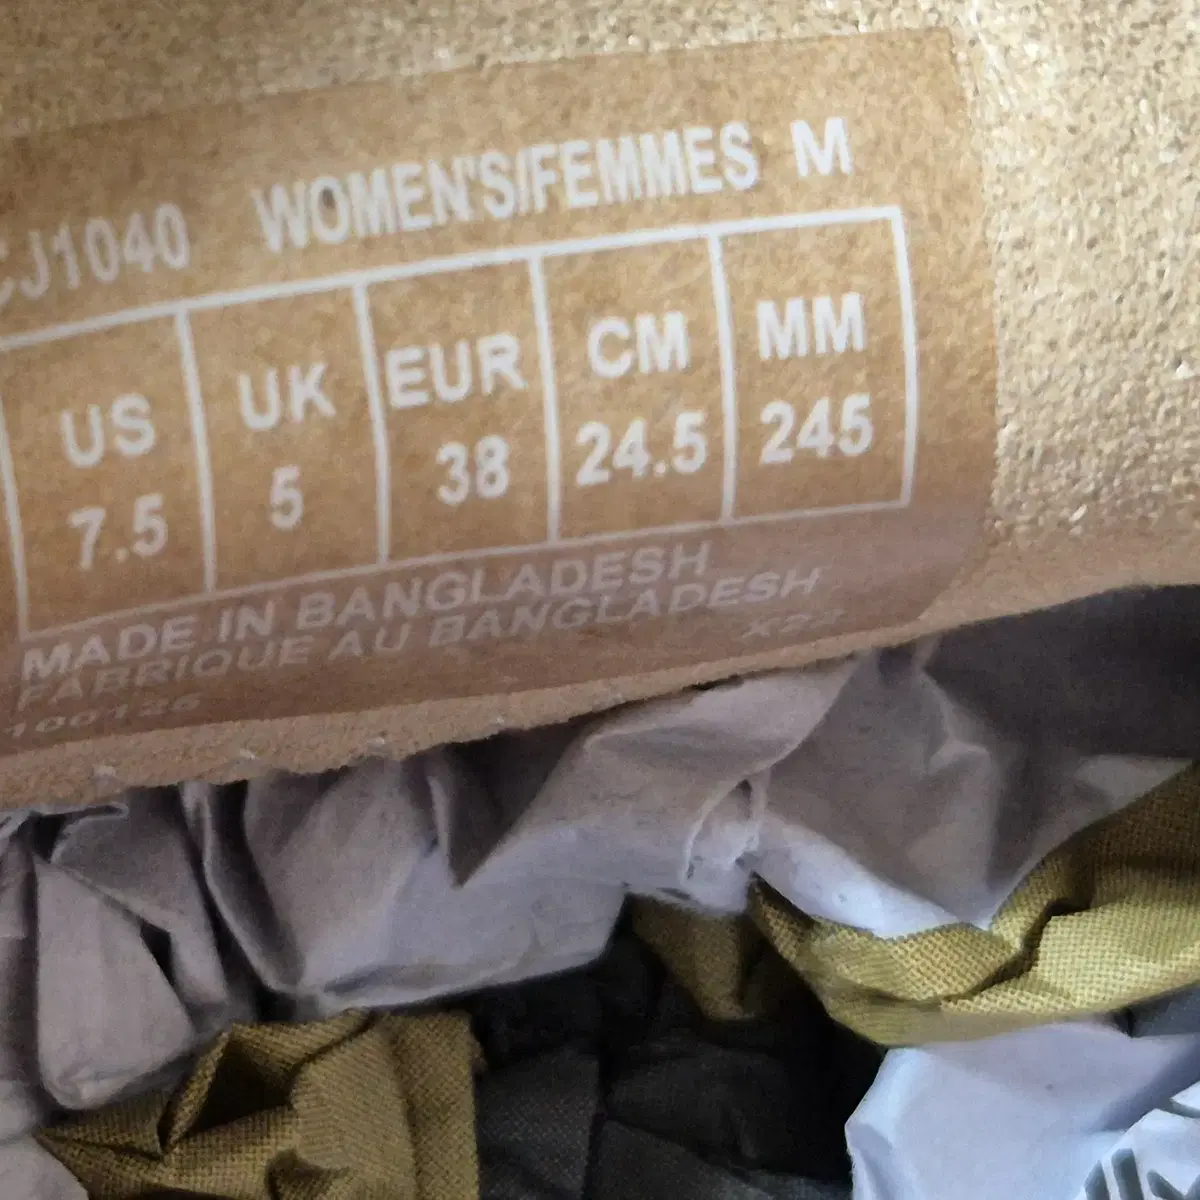 CJ1040 WOMEN'S/FEMMES M
US UK EUR CM MM
7.5 5 38 24.5 245
MADE IN BANGLADESH
FABRIQUE AU BANGLADESH
100126